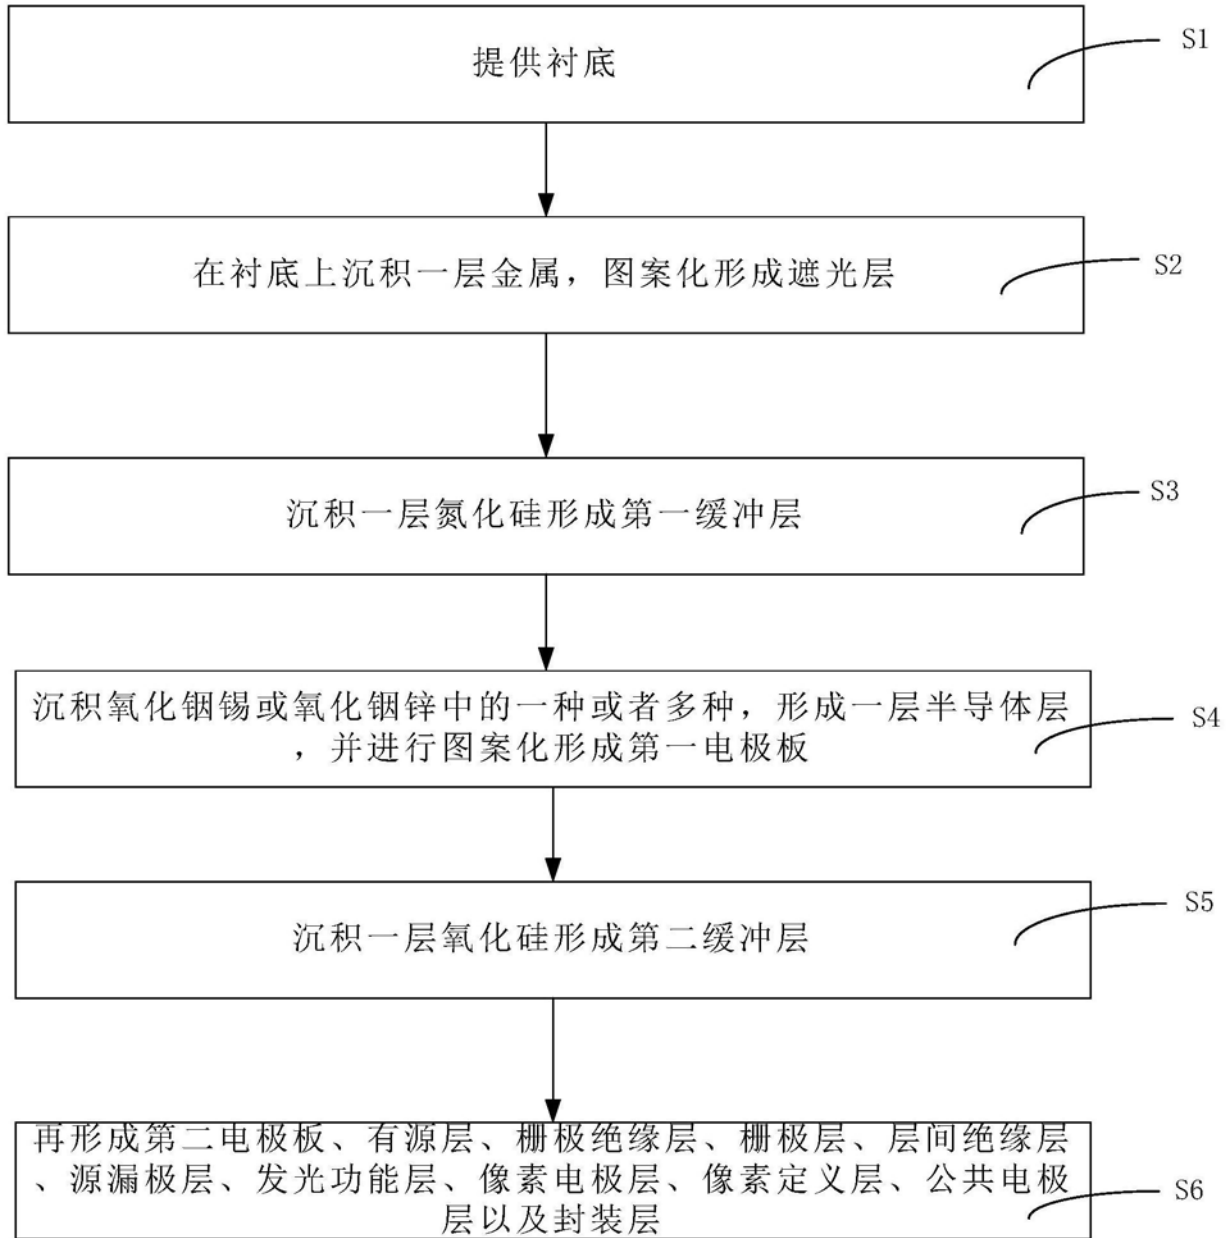 提供衬底
S1
在衬底上沉积一层金属，图案化形成遮光层
S2
沉积一层氮化硅形成第一缓冲层
S3
沉积氧化铟锡或氧化铟锌中的一种或者多种，形成一层半导体层
，并进行图案化形成第一电极板
S4
沉积一层氧化硅形成第二缓冲层
S5
再形成第二电极板、有源层、栅极绝缘层、栅极层、层间绝缘层
、源漏极层、发光功能层、像素电极层、像素定义层、公共电极
层以及封装层
S6